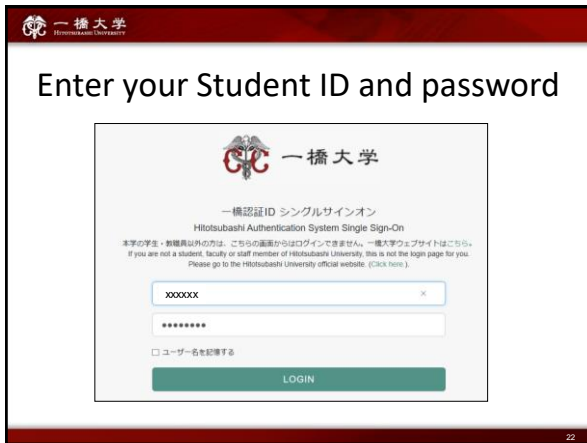 一橋大学
HITOTSUBASHI UNIVERSITY
Enter your Student ID and password
一橋大学
一橋認証ID シングルサインオン
Hitotsubashi Authentication System Single Sign-On
本学の学生・教職員以外の方は、こちらの画面からはログインできません。一橋大学ウェブサイトはこちら。
If you are not a student, faculty or staff member of Hitotsubashi University, this is not the login page for you.
Please go to the Hitotsubashi University official website. (Click here ).
xxxxxx ×
••••••••
ユーザー名を記憶する
LOGIN
22